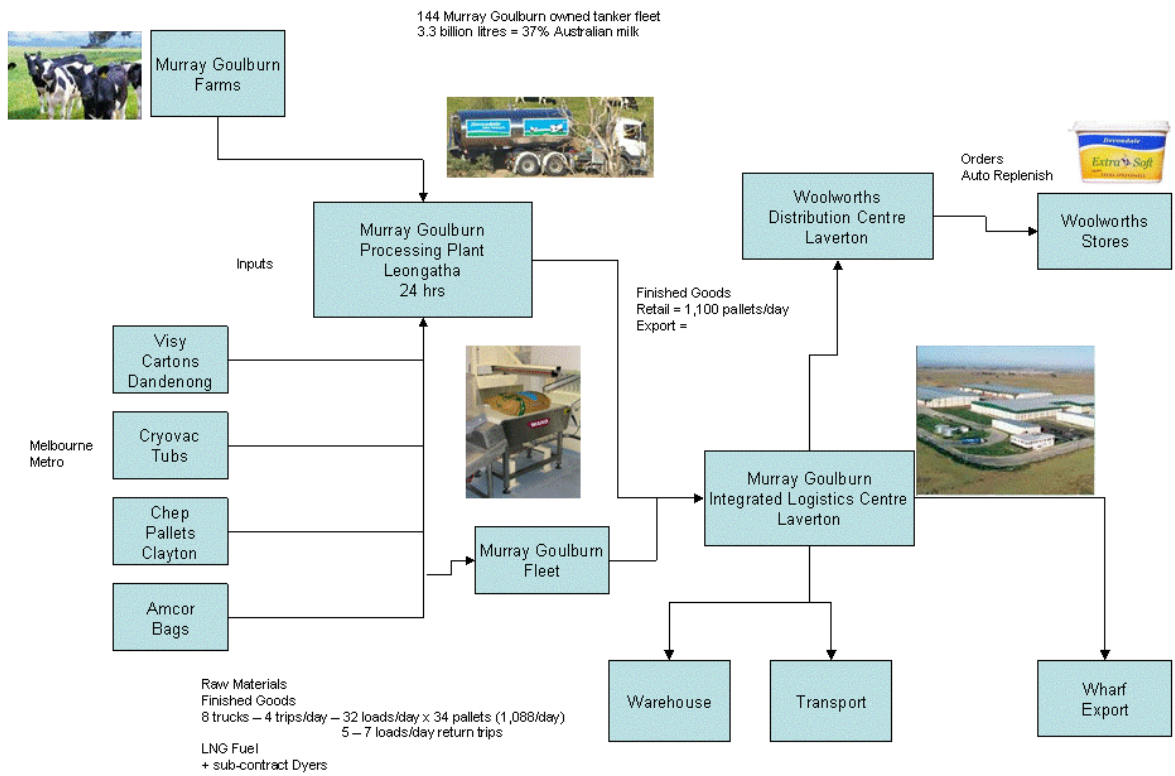 144 Murray Goulburn owned tanker fleet
3.3 billion litres = 37% Australian milk
Murray Goulburn
Farms
Devondale
Orders
Auto Replenish
Devondale
Extra Soft
Woolworths
Distribution Centre
Laverton
Woolworths
Stores
Murray Goulburn
Processing Plant
Leongatha
24 hrs
Inputs
Finished Goods
Retail = 1,100 pallets/day
Export =
Visy
Cartons
Dandenong
Cryovac
Tubs
Melbourne
Metro
Chep
Pallets
Clayton
Amcor
Bags
Murray Goulburn
Fleet
Murray Goulburn
Integrated Logistics Centre
Laverton
Warehouse
Transport
Wharf
Export
Raw Materials
Finished Goods
8 trucks – 4 trips/day – 32 loads/day x 34 pallets (1,088/day)
5 – 7 loads/day return trips
LNG Fuel
+ sub-contract Dyers